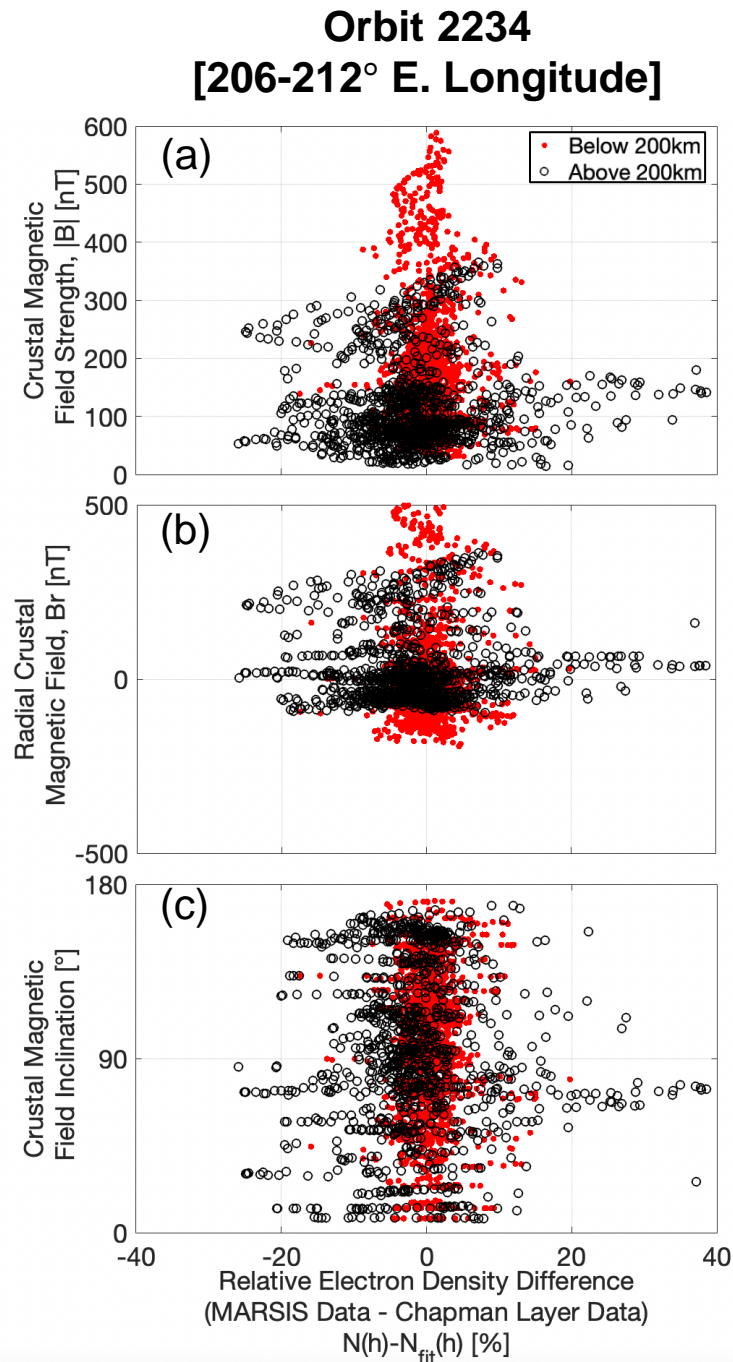 Orbit 2234
[206-212° E. Longitude]
(a)
Below 200km
Above 200km
Crustal Magnetic
Field Strength, |B| [nT]
600
500
400
300
200
100
0
(b)
Radial Crustal
Magnetic Field, Br [nT]
500
0
-500
(c)
Crustal Magnetic
Field Inclination [°]
180
90
0
-40 -20 0 20 40
Relative Electron Density Difference
(MARSIS Data - Chapman Layer Data)
N(h)-Nfit(h) [%]